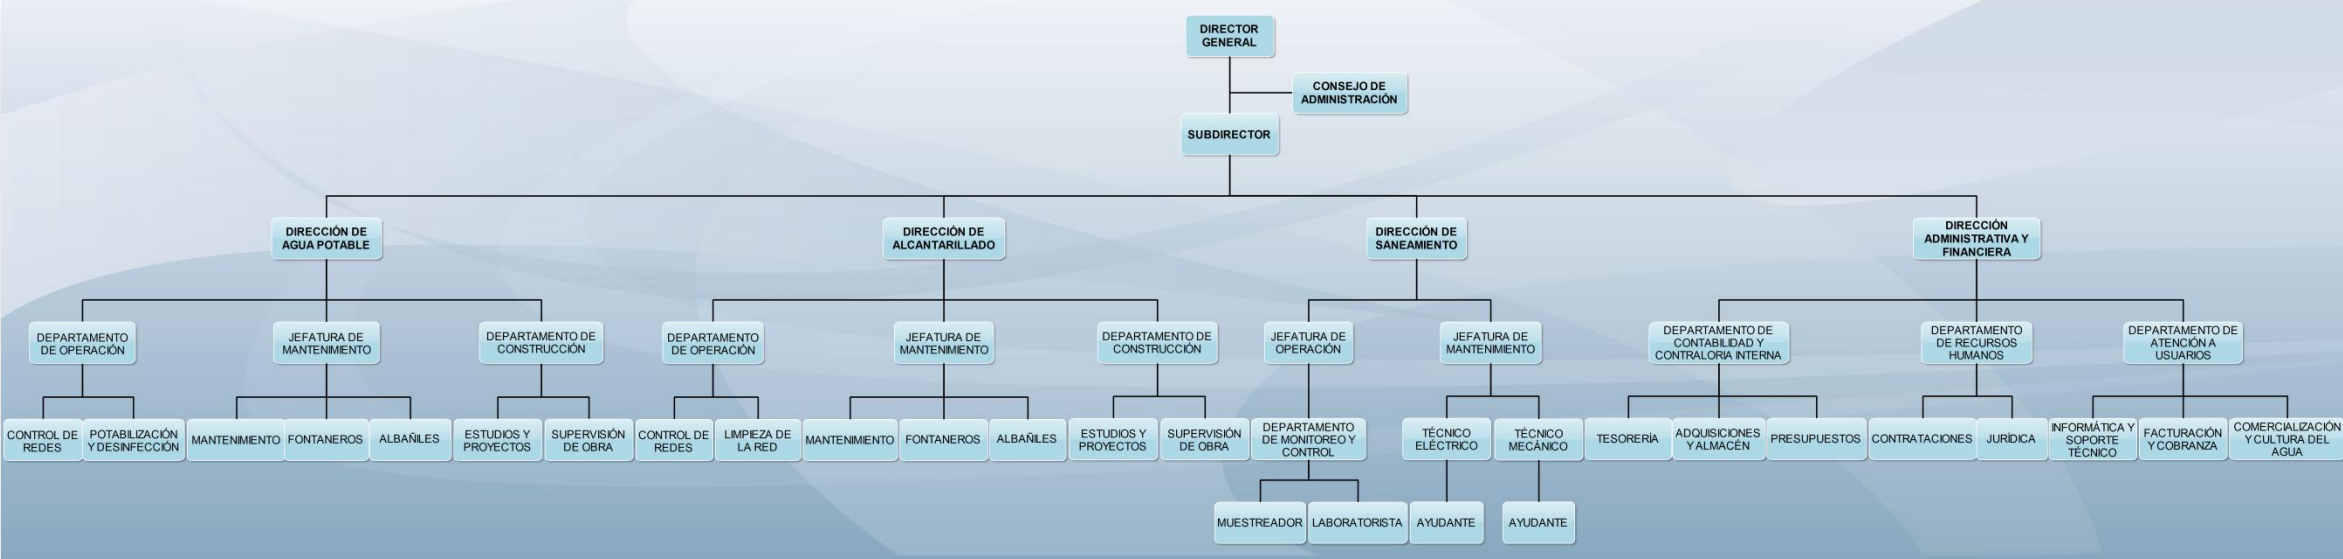 DIRECTOR
GENERAL
CONSEJO DE
ADMINISTRACIÓN
SUBDIRECTOR
DIRECCIÓN DE
AGUA POTABLE
DIRECCIÓN DE
ALCANTARILLADO
DIRECCIÓN DE
SANEAMIENTO
DIRECCIÓN
ADMINISTRATIVA Y
FINANCIERA
DEPARTAMENTO
DE OPERACIÓN
JEFATURA DE
MANTENIMIENTO
DEPARTAMENTO DE
CONSTRUCCIÓN
DEPARTAMENTO
DE OPERACIÓN
JEFATURA DE
MANTENIMIENTO
DEPARTAMENTO DE
CONSTRUCCIÓN
JEFATURA DE
OPERACIÓN
JEFATURA DE
MANTENIMIENTO
DEPARTAMENTO DE
CONTABILIDAD Y
CONTRALORIA INTERNA
DEPARTAMENTO
DE RECURSOS
HUMANOS
DEPARTAMENTO DE
ATENCIÓN A
USUARIOS
CONTROL DE
REDES
POTABILIZACIÓN
Y DESINFECCIÓN
MANTENIMIENTO
FONTANEROS
ALBAÑILES
ESTUDIOS Y
PROYECTOS
SUPERVISIÓN
DE OBRA
CONTROL DE
REDES
LIMPIEZA DE
LA RED
MANTENIMIENTO
FONTANEROS
ALBAÑILES
ESTUDIOS Y
PROYECTOS
SUPERVISIÓN
DE OBRA
DEPARTAMENTO
DE MONITOREO Y
CONTROL
TÉCNICO
ELÉCTRICO
TÉCNICO
MECÁNICO
TESORERÍA
ADQUISICIONES
Y ALMACÉN
PRESUPUESTOS
CONTRATACIONES
JURÍDICA
INFORMÁTICA Y
SOPORTE
TÉCNICO
FACTURACIÓN
Y COBRANZA
COMERCIALIZACIÓN
Y CULTURA DEL
AGUA
MUESTREADOR
LABORATORISTA
AYUDANTE
AYUDANTE